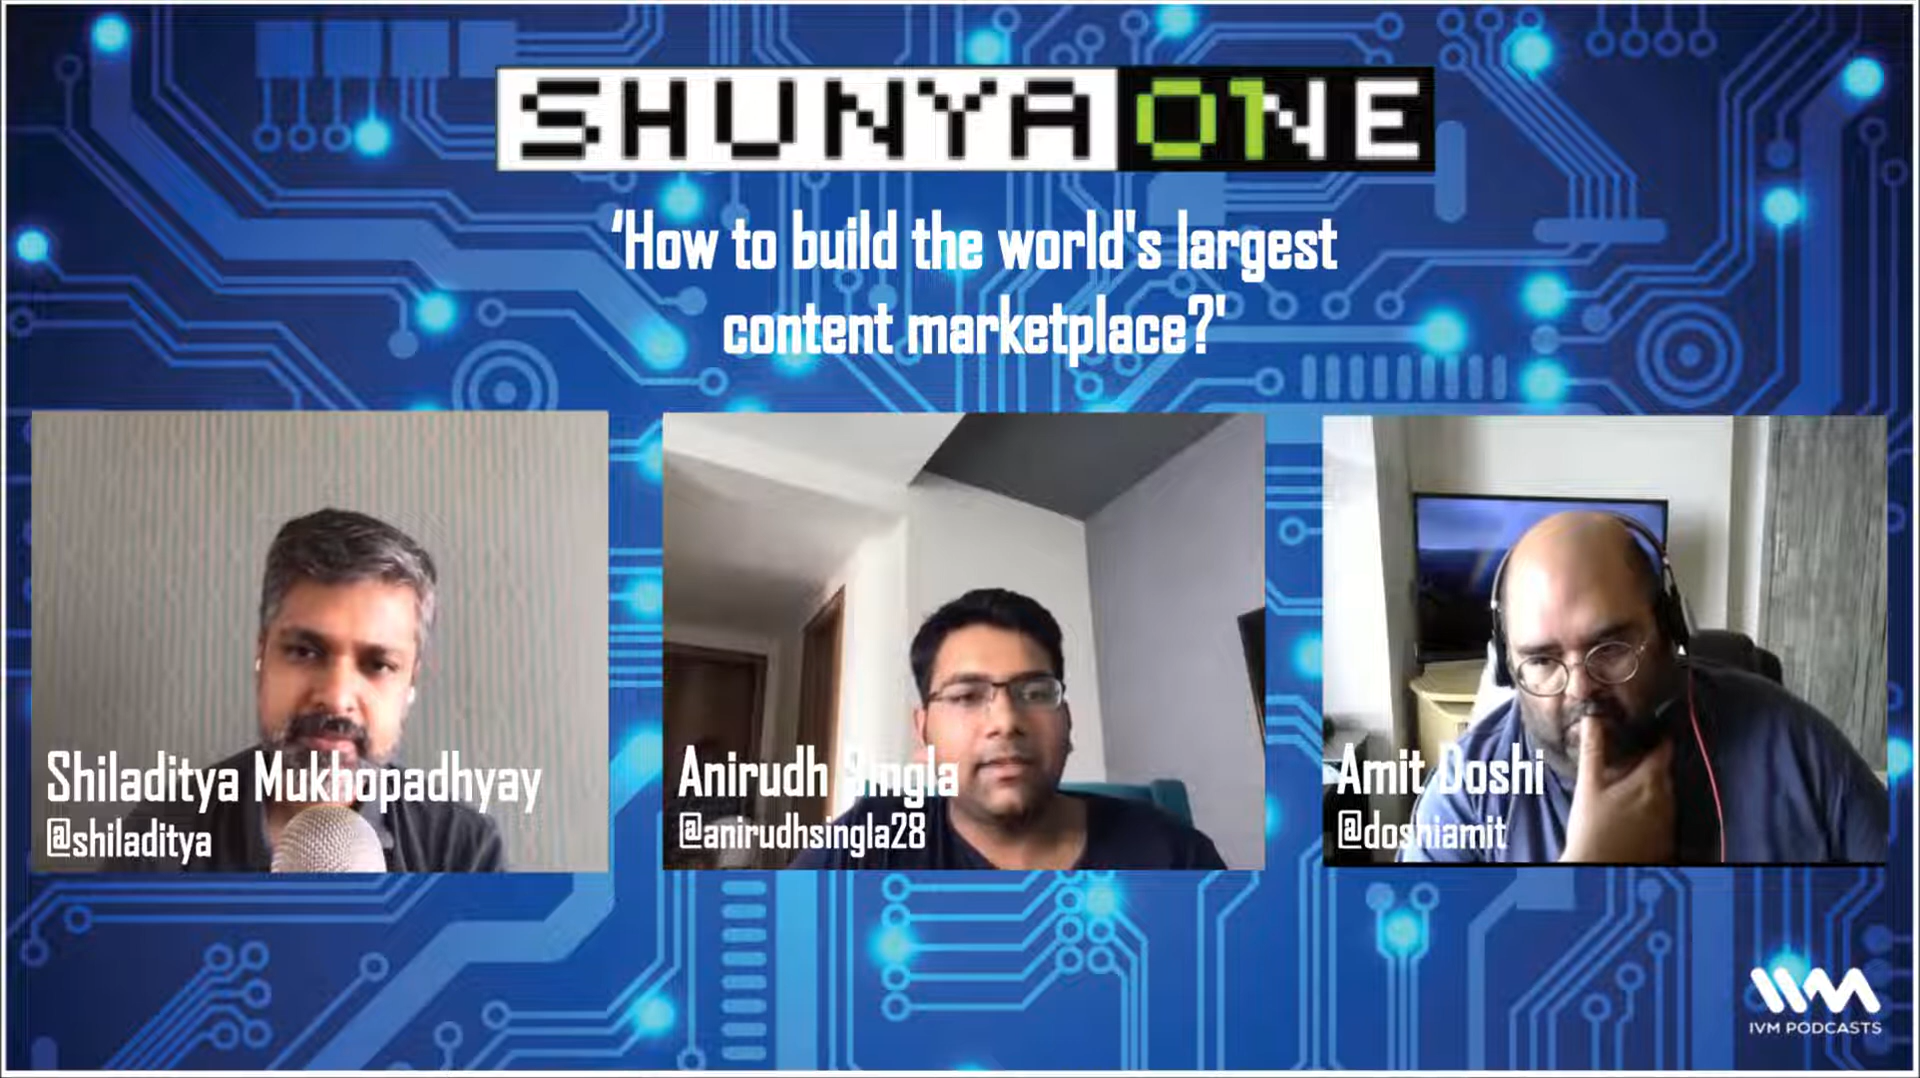 SHUNYA ONE
‘How to build the world's largest
content marketplace?'
Shiladitya Mukhopadhyay
@shiladitya
Anirudh Singla
@anirudhsingla28
Amit Doshi
@doshiamit
IVM PODCASTS